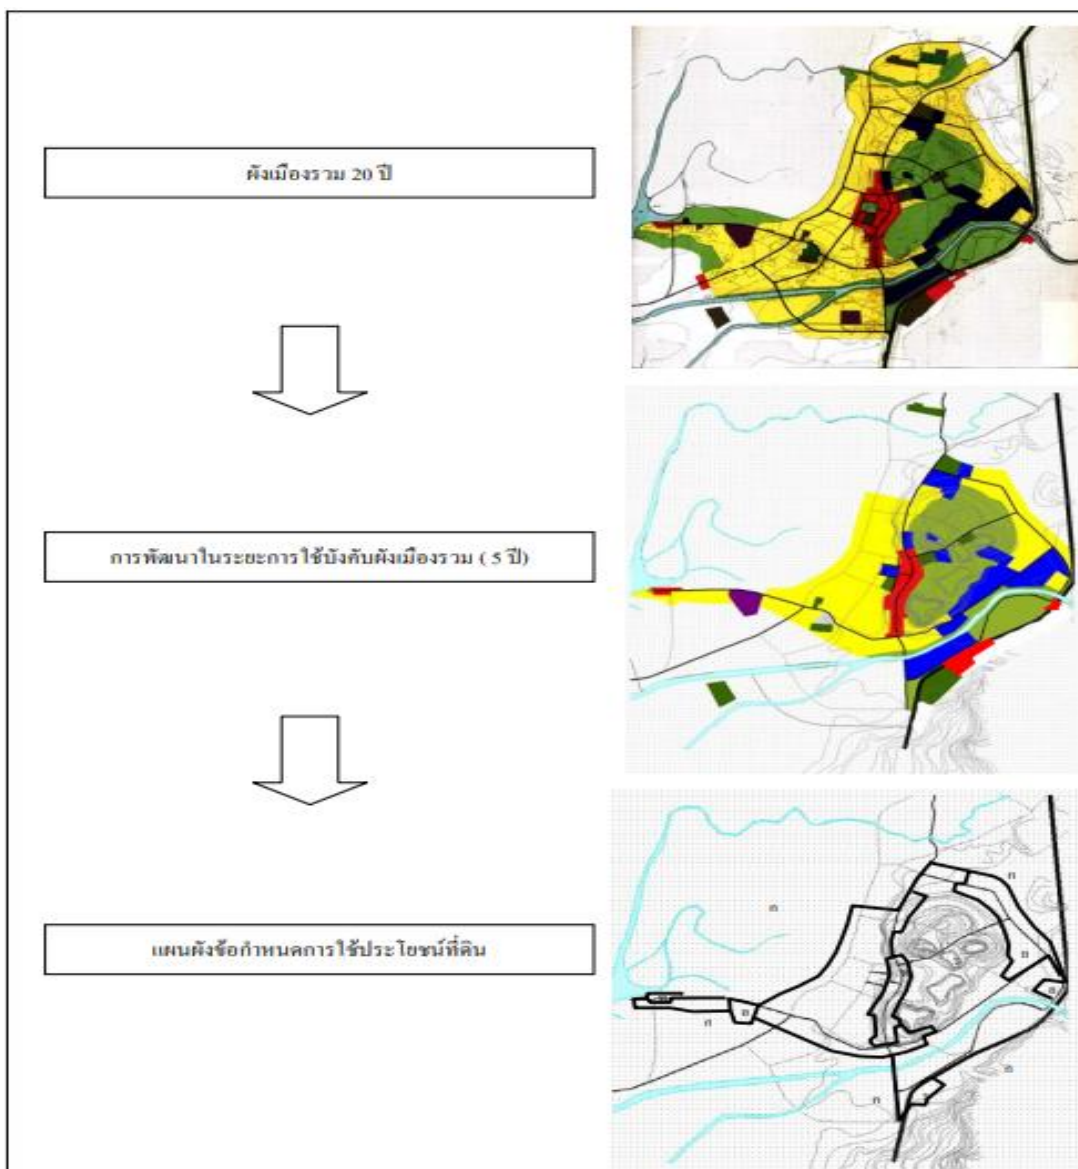 ผังเมืองรวม 20 ปี
การพัฒนาในระยะการใช้บังคับผังเมืองรวม ( 5 ปี)
แผนผังข้อกำหนดการใช้ประโยชน์ที่ดิน